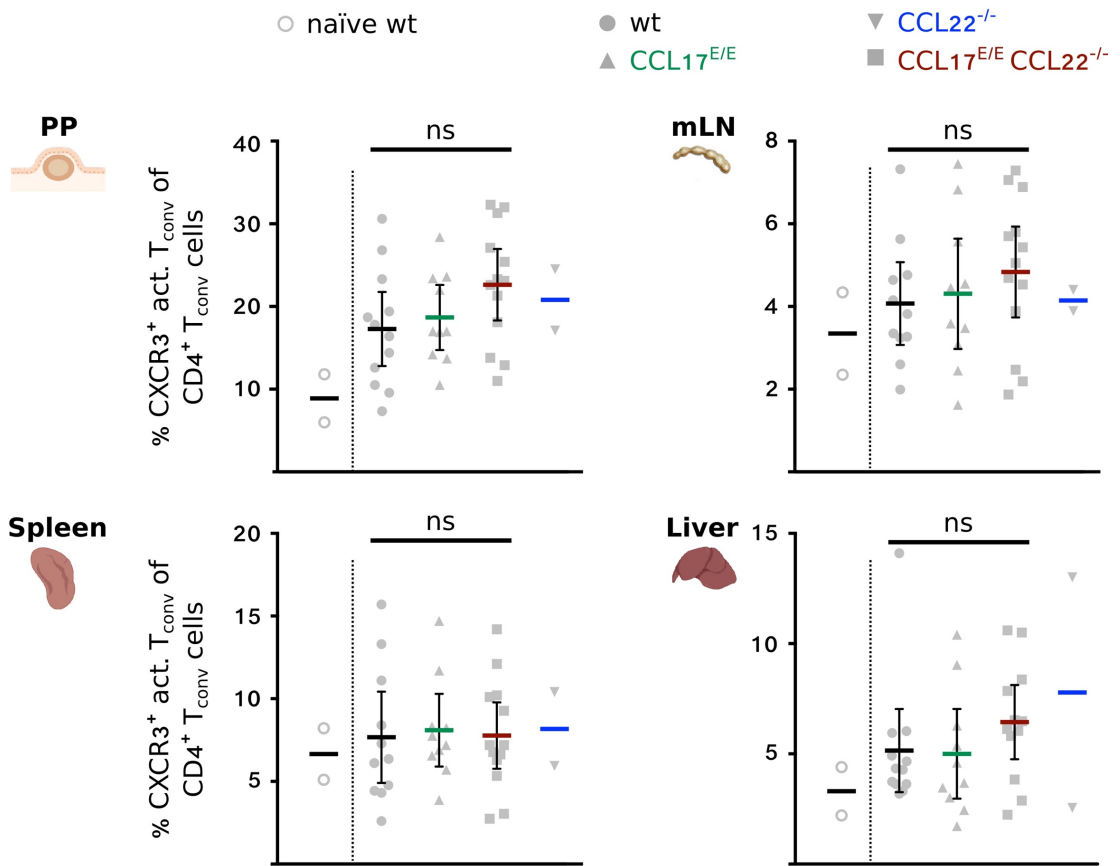 naïve wt
wt
CCL22-/-
CCL17E/E
CCL17E/E CCL22-/-
PP
% CXCR3+ act. Tconv of
CD4+ Tconv cells
40
30
20
10
ns
mLN
8
6
4
2
ns
Spleen
% CXCR3+ act. Tconv of
CD4+ Tconv cells
20
15
10
5
ns
Liver
15
10
5
ns